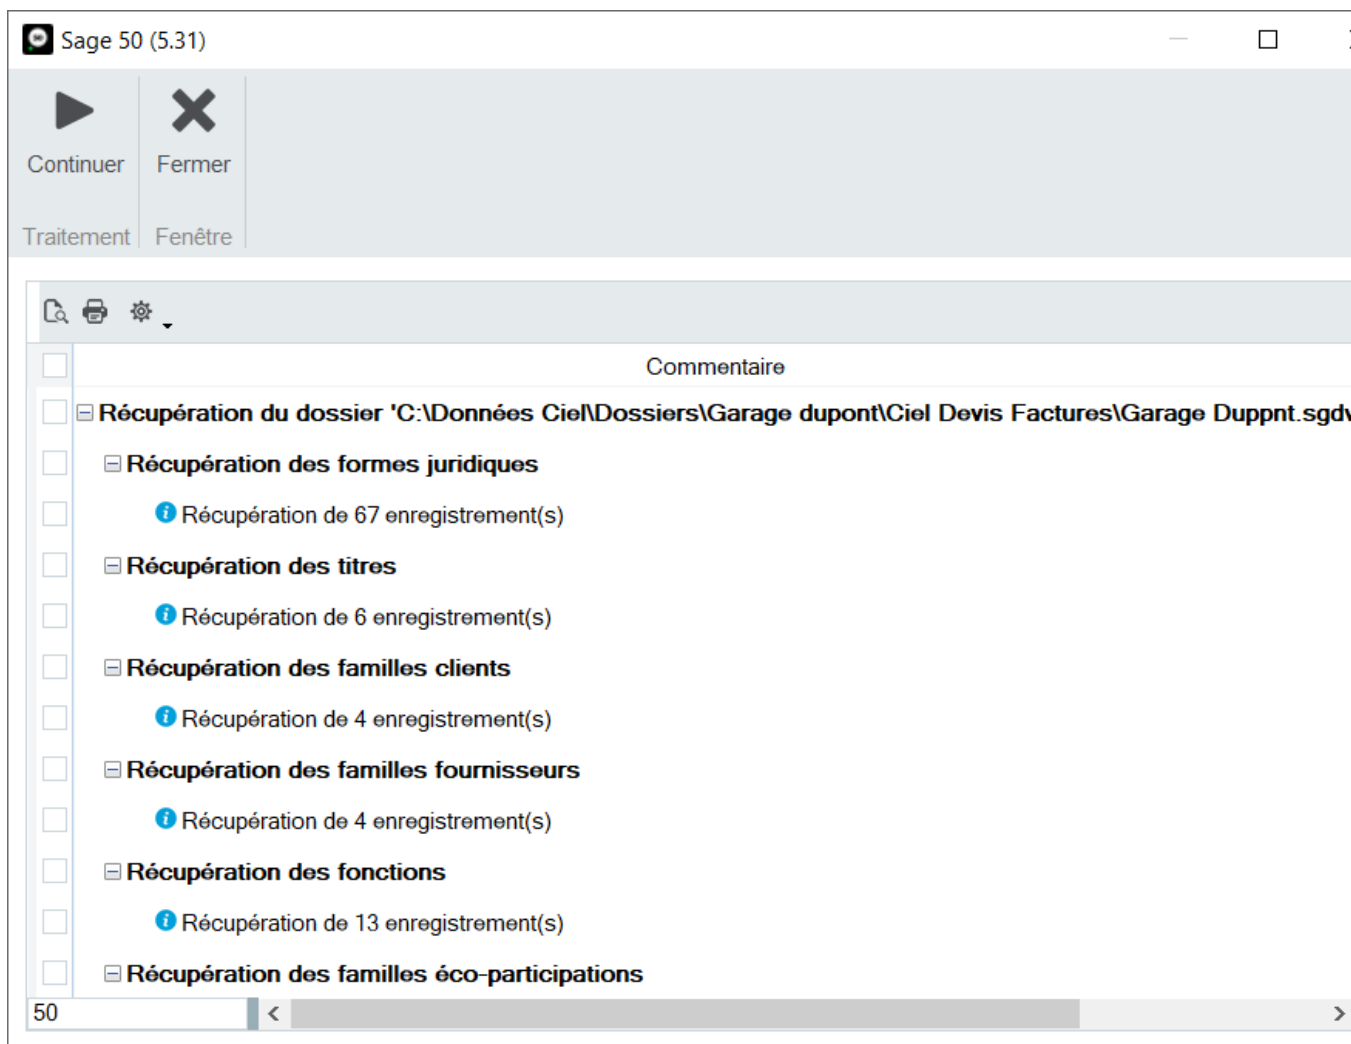 Sage 50 (5.31)
Continuer Fermer
Traitement Fenêtre
Commentaire
Récupération du dossier 'C:\Données Ciel\Dossiers\Garage dupont\Ciel Devis Factures\Garage Duppnt.sgdv
Récupération des formes juridiques
Récupération de 67 enregistrement(s)
Récupération des titres
Récupération de 6 enregistrement(s)
Récupération des familles clients
Récupération de 4 enregistrement(s)
Récupération des familles fournisseurs
Récupération de 4 enregistrement(s)
Récupération des fonctions
Récupération de 13 enregistrement(s)
Récupération des familles éco-participations
50